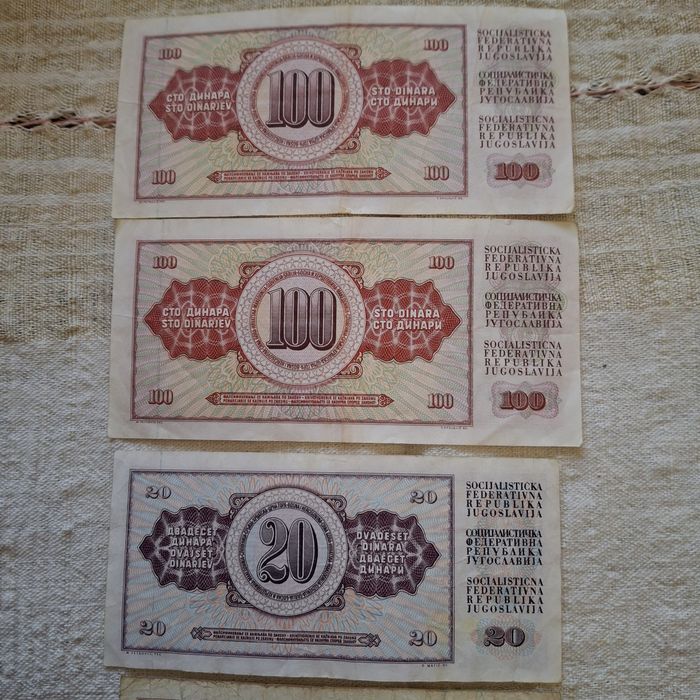 100
100
SOCIJALISTICKA
FEDERATIVNA
REPUBLIKA
JUGOSLAVIJA
СТО ДИНАРА
STO DINARJEV
100
STO DINARA
СТО ДИНАРИ
СОЦИЈАЛИСТИЧКА
ФЕДЕРАТИВНА
РЕПУБЛИКА
ЈУГОСЛАВИЈА
SOCIALISTIČNA
FEDERATIVNA
REPUBLIKA
JUGOSLAVIJA
100
100
100
100
100
SOCIJALISTICKA
FEDERATIVNA
REPUBLIKA
JUGOSLAVIJA
СТО ДИНАРА
STO DINARJEV
100
STO DINARA
СТО ДИНАРИ
СОЦИЈАЛИСТИЧКА
ФЕДЕРАТИВНА
РЕПУБЛИКА
ЈУГОСЛАВИЈА
SOCIALISTIČNA
FEDERATIVNA
REPUBLIKA
JUGOSLAVIJA
100
100
100
20
20
SOCIJALISTICKA
FEDERATIVNA
REPUBLIKA
JUGOSLAVIJA
ДВАДЕСЕТ
ДИНАРА
DVAJSET
DINARJEV
20
DVADESET
DINARA
ДВАЕСЕТ
ДИНАРИ
СОЦИЈАЛИСТИЧКА
ФЕДЕРАТИВНА
РЕПУБЛИКА
ЈУГОСЛАВИЈА
SOCIALISTIČNA
FEDERATIVNA
REPUBLIKA
JUGOSLAVIJA
20
20
20